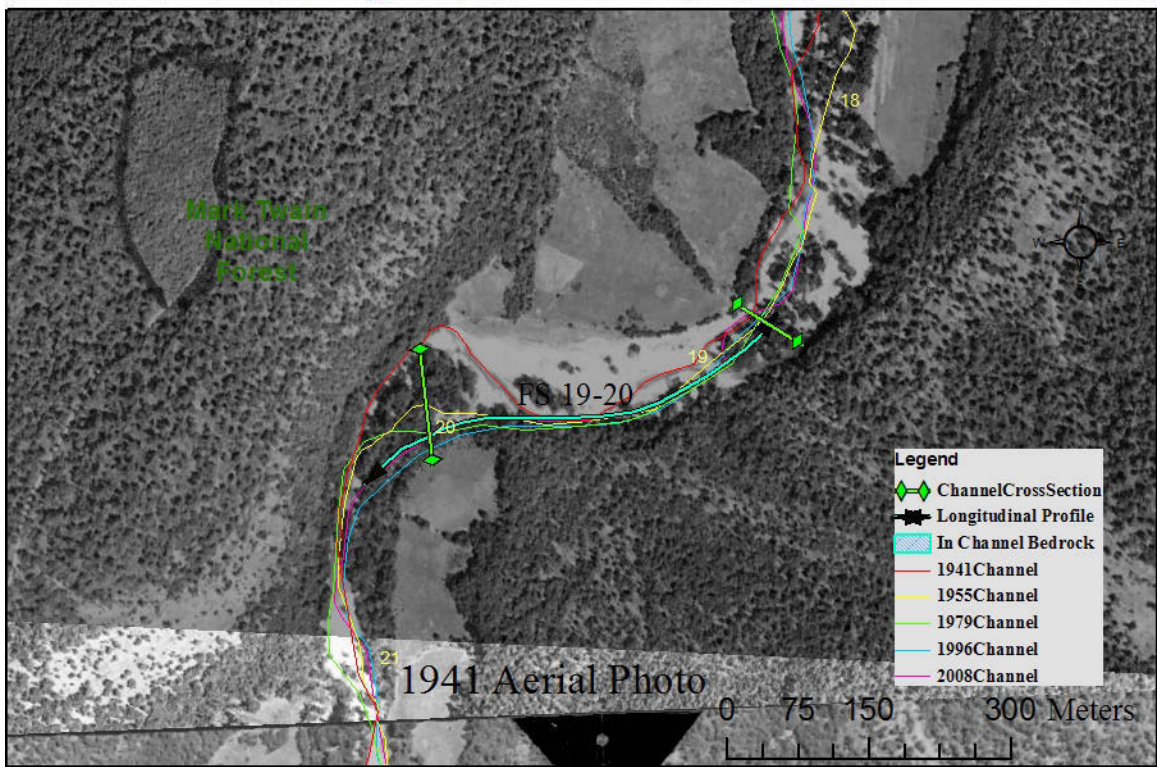 18
Mark Twain
National
Forest
N
W
E
S
19
FS 19-20
20
Legend
ChannelCrossSection
Longitudinal Profile
In Channel Bedrock
1941Channel
1955Channel
1979Channel
1996Channel
2008Channel
21
1941 Aerial Photo
0 75 150 300 Meters